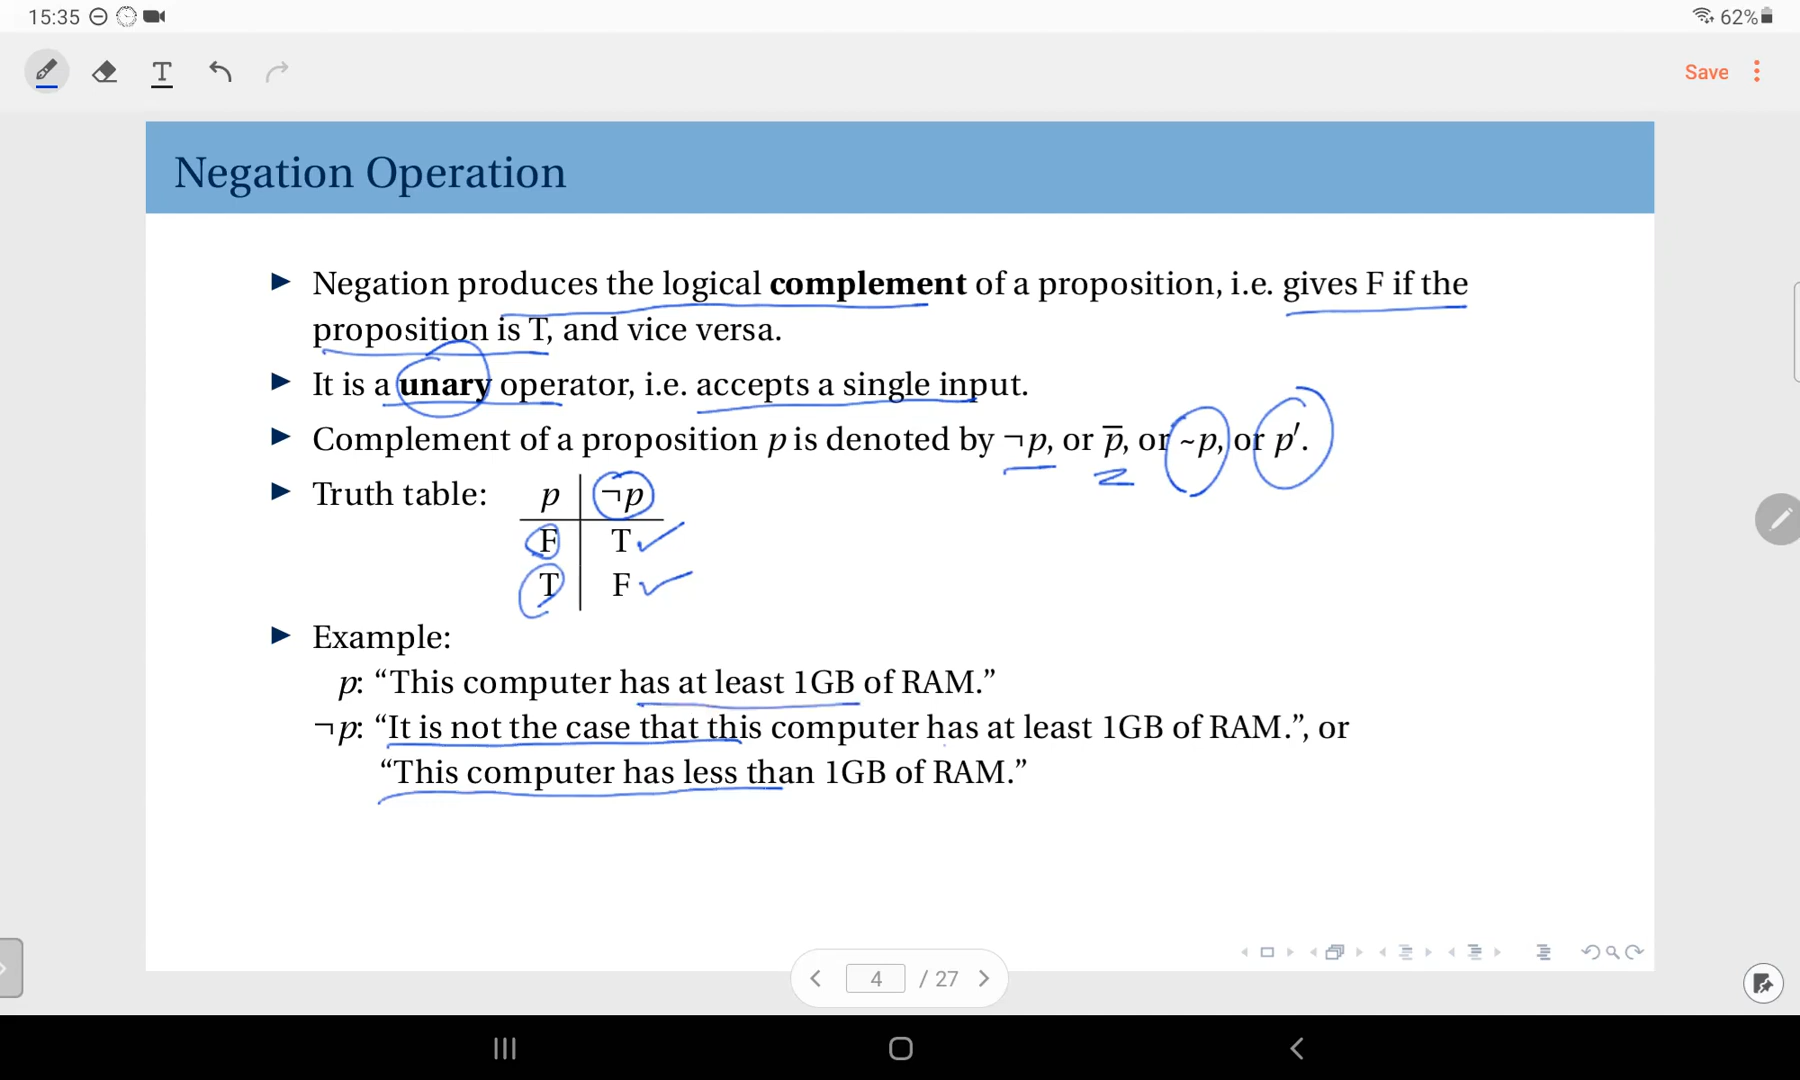 15:35
62%
T
Save
Negation Operation
▶ Negation produces the logical complement of a proposition, i.e. gives F if the
proposition is T, and vice versa.
▶ It is a unary operator, i.e. accepts a single input.
▶ Complement of a proposition p is denoted by ¬p, or p̅, or ~p, or p′.
▶ Truth table: p | ¬p
F | T
T | F
▶ Example:
p: “This computer has at least 1GB of RAM.”
¬p: “It is not the case that this computer has at least 1GB of RAM.”, or
“This computer has less than 1GB of RAM.”
4 / 27